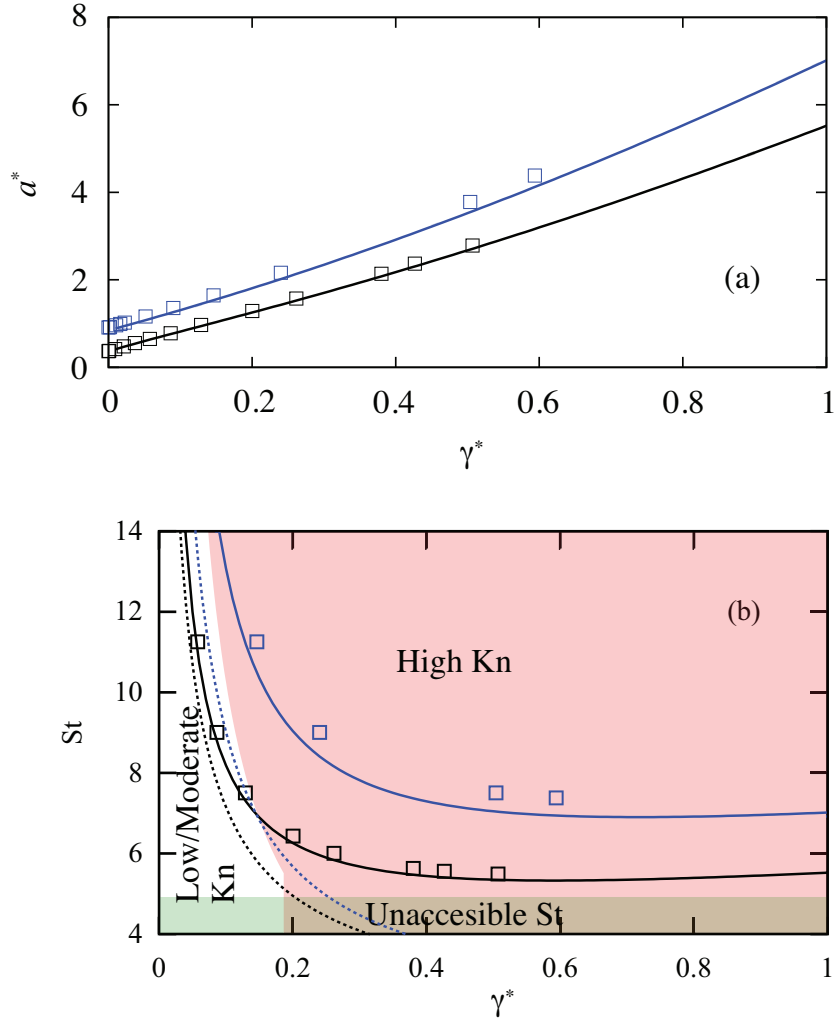 8
6
4
2
0
a*
(a)
0 0.2 0.4 0.6 0.8 1
γ*
14
12
10
8
6
4
St
(b)
High Kn
Low/Moderate
Kn
Unaccesible St
0 0.2 0.4 0.6 0.8 1
γ*